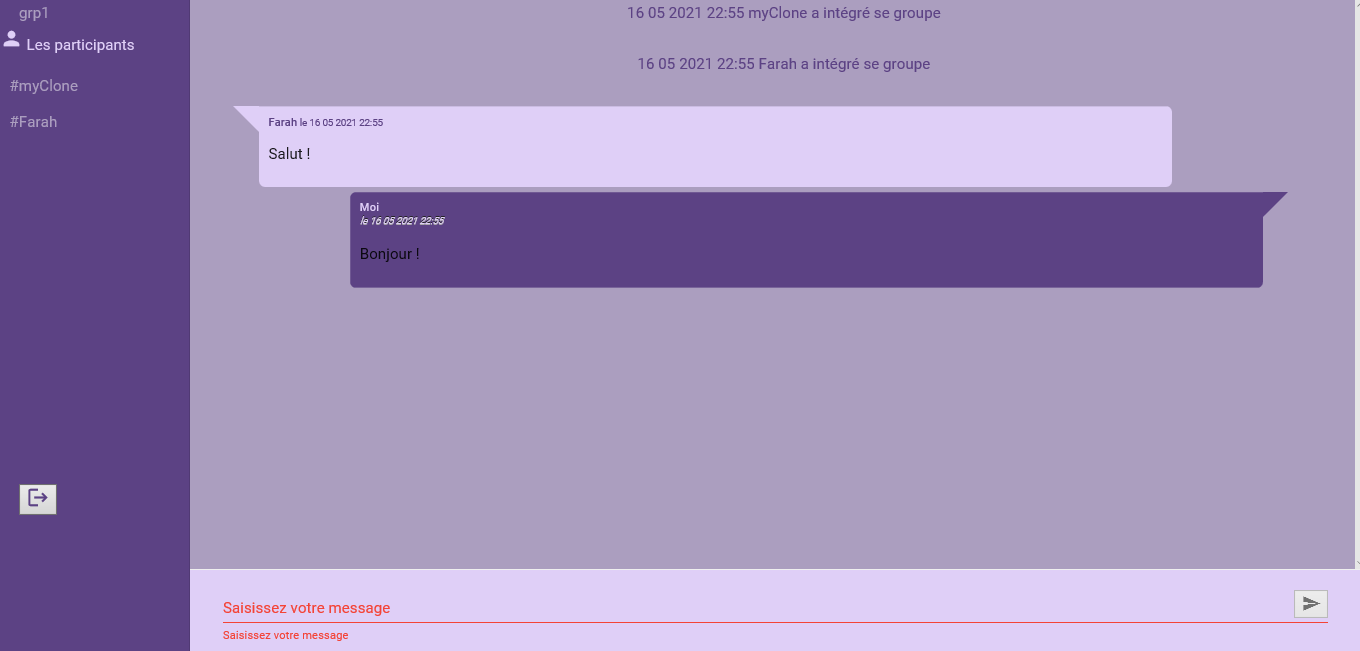 grp1
Les participants
#myClone
#Farah
16 05 2021 22:55 myClone a intégré se groupe
16 05 2021 22:55 Farah a intégré se groupe
Farah le 16 05 2021 22:55
Salut !
Moi
le 16 05 2021 22:55
Bonjour !
Saisissez votre message
Saisissez votre message